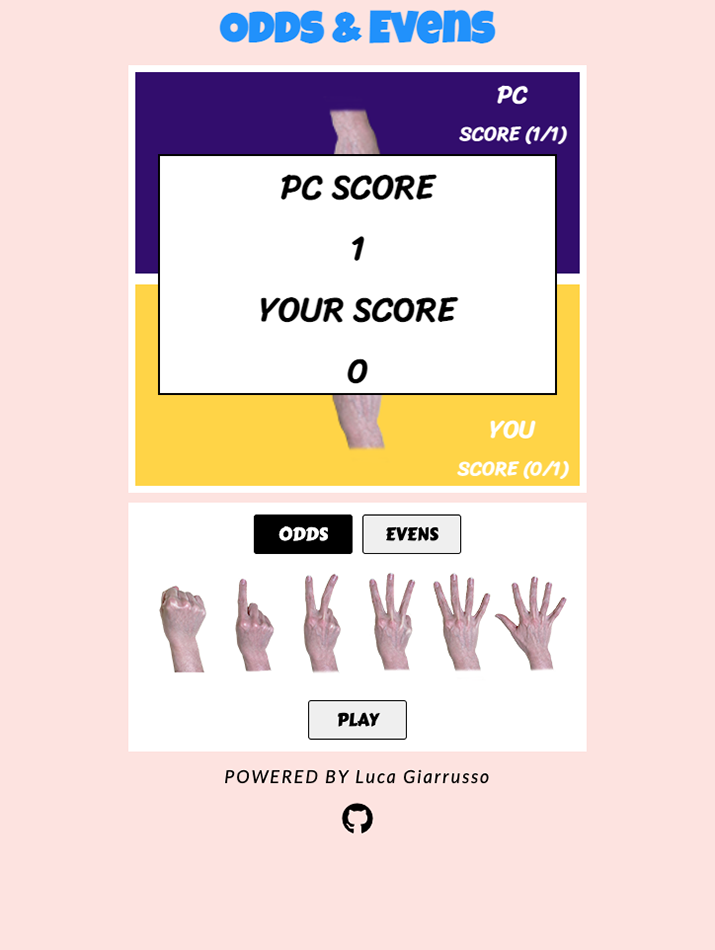 Odds & Evens
PC
SCORE (1/1)
PC SCORE
1
YOUR SCORE
0
YOU
SCORE (0/1)
ODDS EVENS
PLAY
POWERED BY Luca Giarrusso